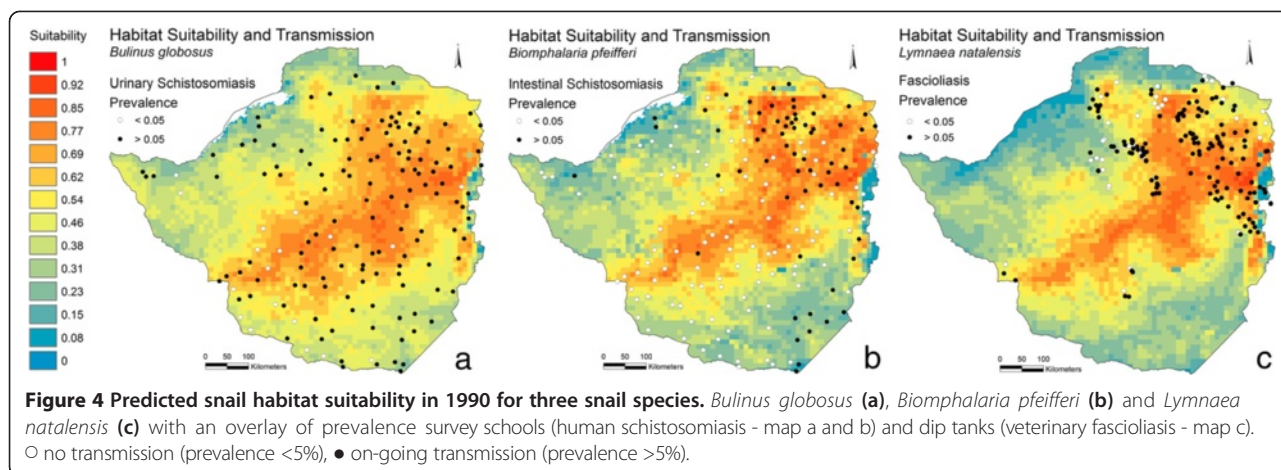 Suitability
1
0.92
0.85
0.77
0.69
0.62
0.54
0.46
0.38
0.31
0.23
0.15
0.08
0
Habitat Suitability and Transmission
Bulinus globosus
Urinary Schistosomiasis
Prevalence
○ < 0.05
● > 0.05
0 50 100
Kilometers
a
Habitat Suitability and Transmission
Biomphalaria pfeifferi
Intestinal Schistosomiasis
Prevalence
○ < 0.05
● > 0.05
0 50 100
Kilometers
b
Habitat Suitability and Transmission
Lymnaea natalensis
Fascioliasis
Prevalence
○ < 0.05
● > 0.05
0 50 100
Kilometers
c
Figure 4 Predicted snail habitat suitability in 1990 for three snail species. Bulinus globosus (a), Biomphalaria pfeifferi (b) and Lymnaea
natalensis (c) with an overlay of prevalence survey schools (human schistosomiasis - map a and b) and dip tanks (veterinary fascioliasis - map c).
○ no transmission (prevalence <5%), ● on-going transmission (prevalence >5%).